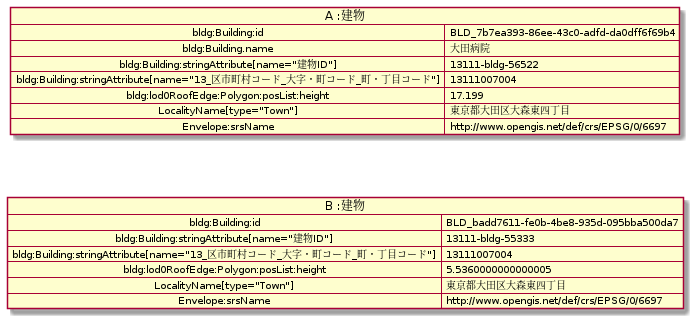 A :建物
bldg:Building:id BLD_7b7ea393-86ee-43c0-adfd-da0dff6f69b4
bldg:Building.name 大田病院
bldg:Building:stringAttribute[name="建物ID"] 13111-bldg-56522
bldg:Building:stringAttribute[name="13_区市町村コード_大字・町コード_町・丁目コード"] 13111007004
bldg:lod0RoofEdge:Polygon:posList:height 17.199
LocalityName[type="Town"] 東京都大田区大森東四丁目
Envelope:srsName http://www.opengis.net/def/crs/EPSG/0/6697
B :建物
bldg:Building:id BLD_badd7611-fe0b-4be8-935d-095bba500da7
bldg:Building:stringAttribute[name="建物ID"] 13111-bldg-55333
bldg:Building:stringAttribute[name="13_区市町村コード_大字・町コード_町・丁目コード"] 13111007004
bldg:lod0RoofEdge:Polygon:posList:height 5.5360000000000005
LocalityName[type="Town"] 東京都大田区大森東四丁目
Envelope:srsName http://www.opengis.net/def/crs/EPSG/0/6697